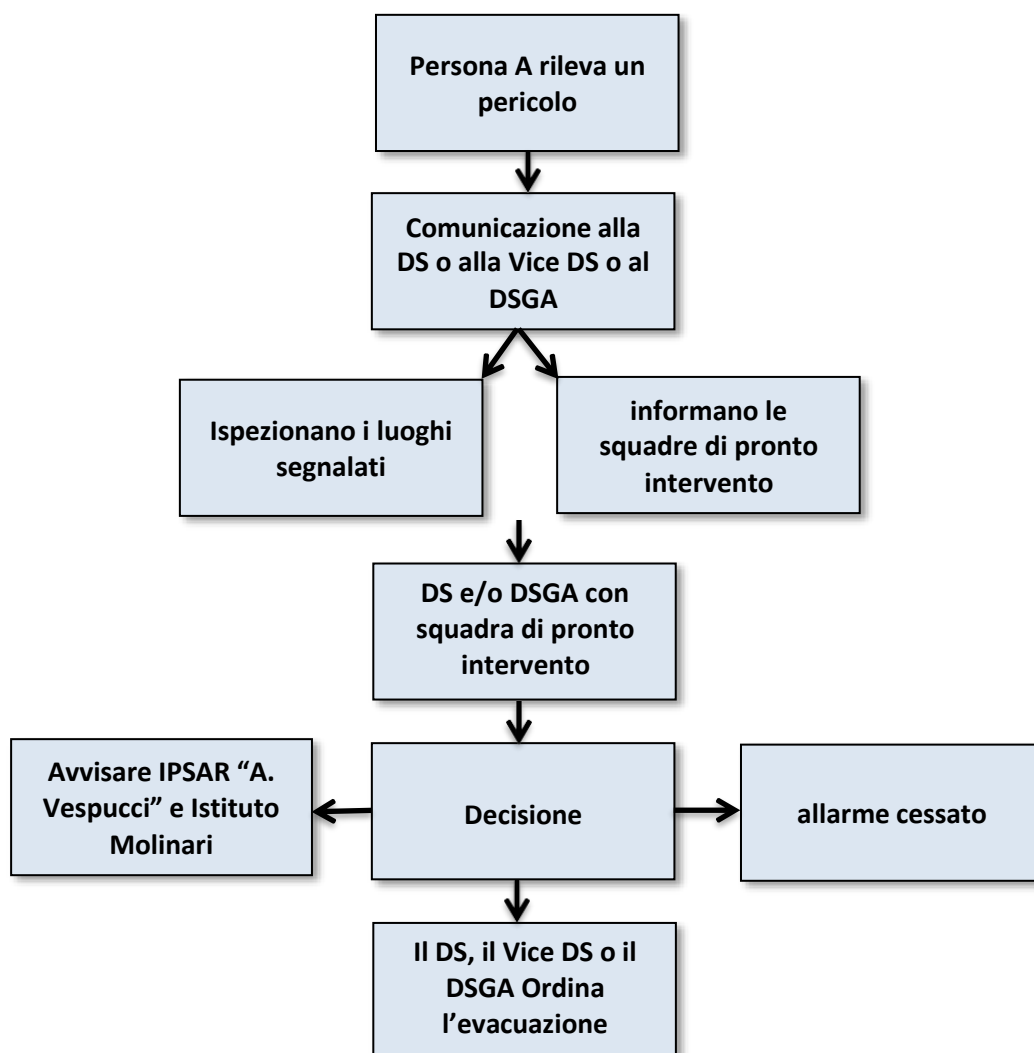 Persona A rileva un
pericolo
Comunicazione alla
DS o alla Vice DS o al
DSGA
Ispezionano i luoghi
segnalati
informano le
squadre di pronto
intervento
DS e/o DSGA con
squadra di pronto
intervento
Avvisare IPSAR “A.
Vespucci” e Istituto
Molinari
Decisione
allarme cessato
Il DS, il Vice DS o il
DSGA Ordina
l’evacuazione